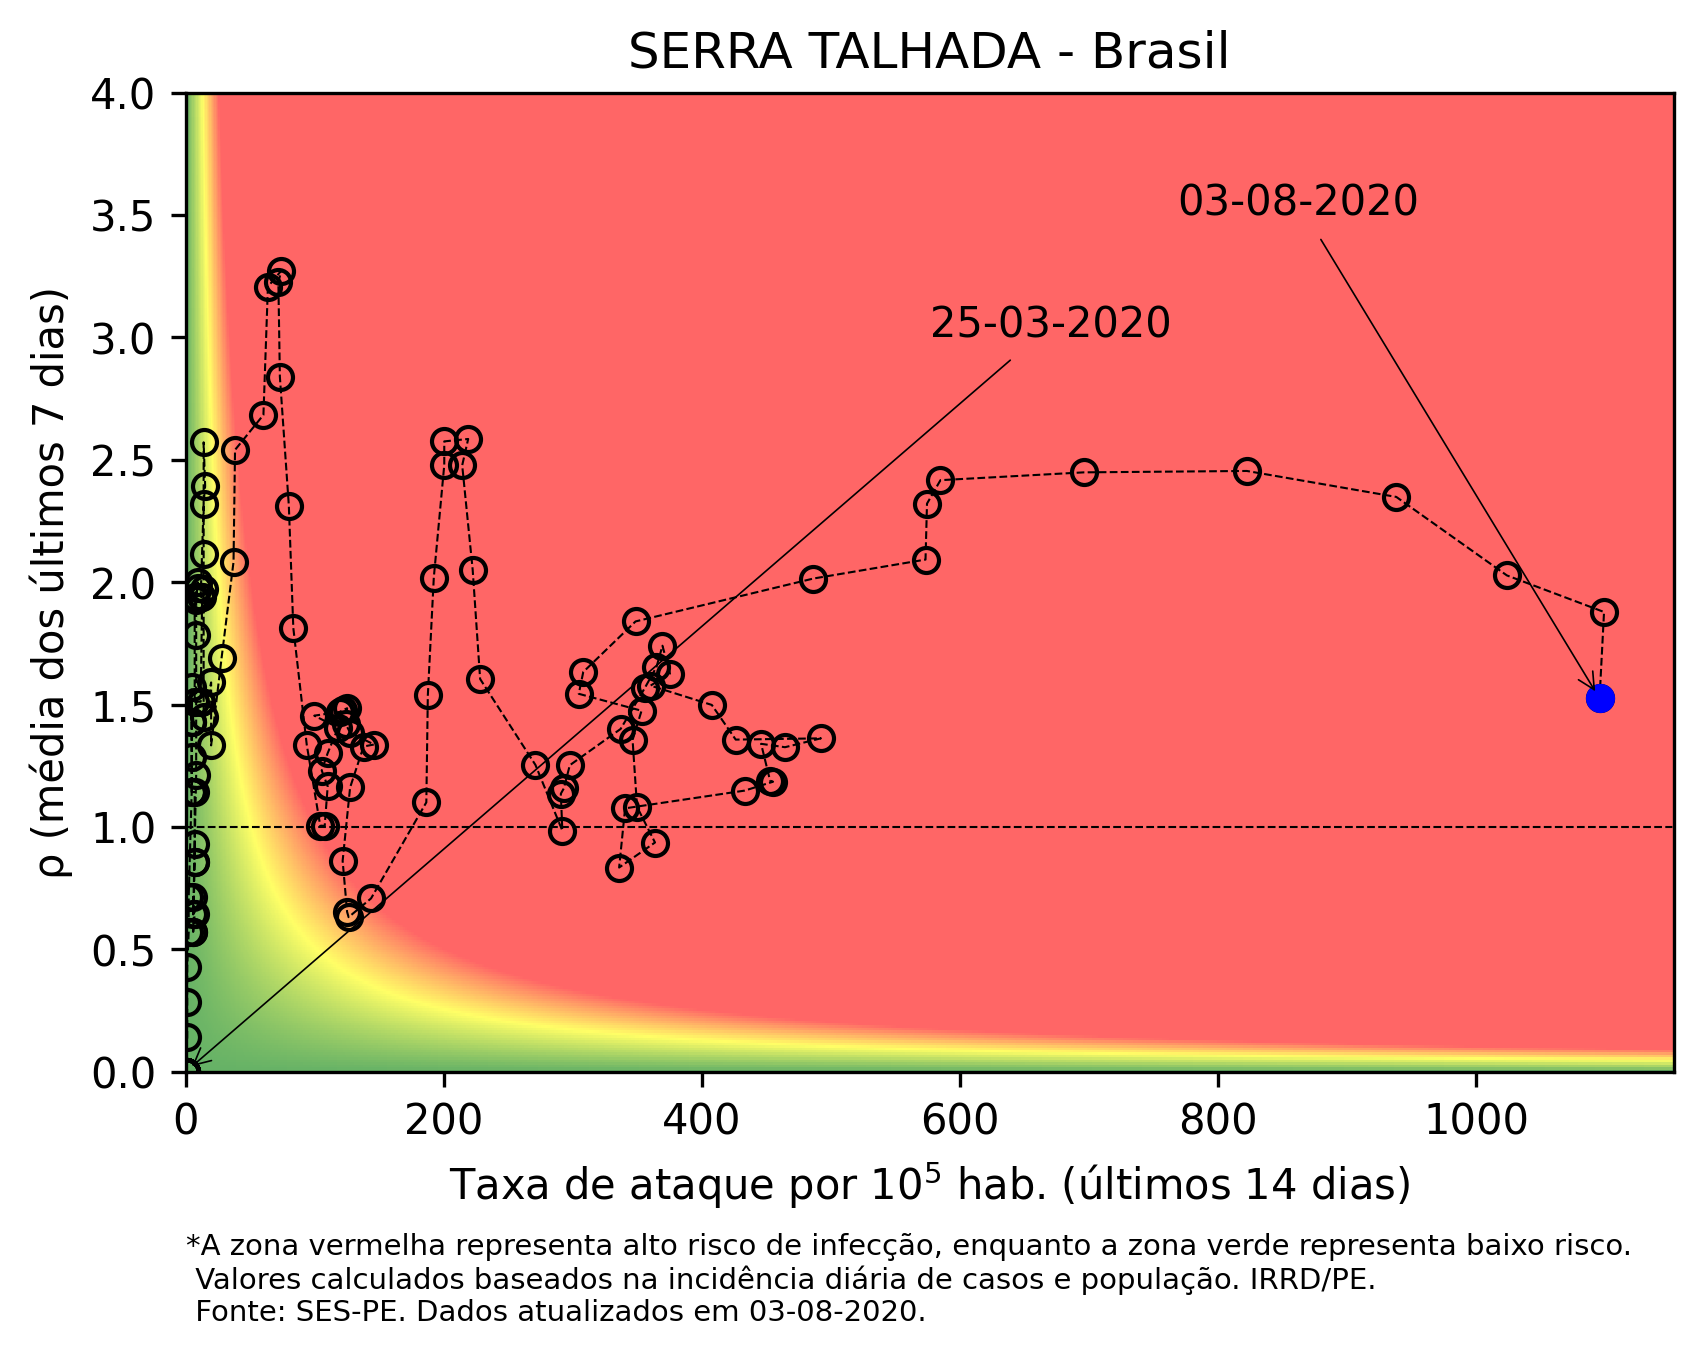 SERRA TALHADA - Brasil
4.0
3.5
3.0
2.5
2.0
1.5
1.0
0.5
0.0
ρ (média dos últimos 7 dias)
03-08-2020
25-03-2020
0
200
400
600
800
1000
Taxa de ataque por 10⁵ hab. (últimos 14 dias)
*A zona vermelha representa alto risco de infecção, enquanto a zona verde representa baixo risco.
Valores calculados baseados na incidência diária de casos e população. IRRD/PE.
Fonte: SES-PE. Dados atualizados em 03-08-2020.